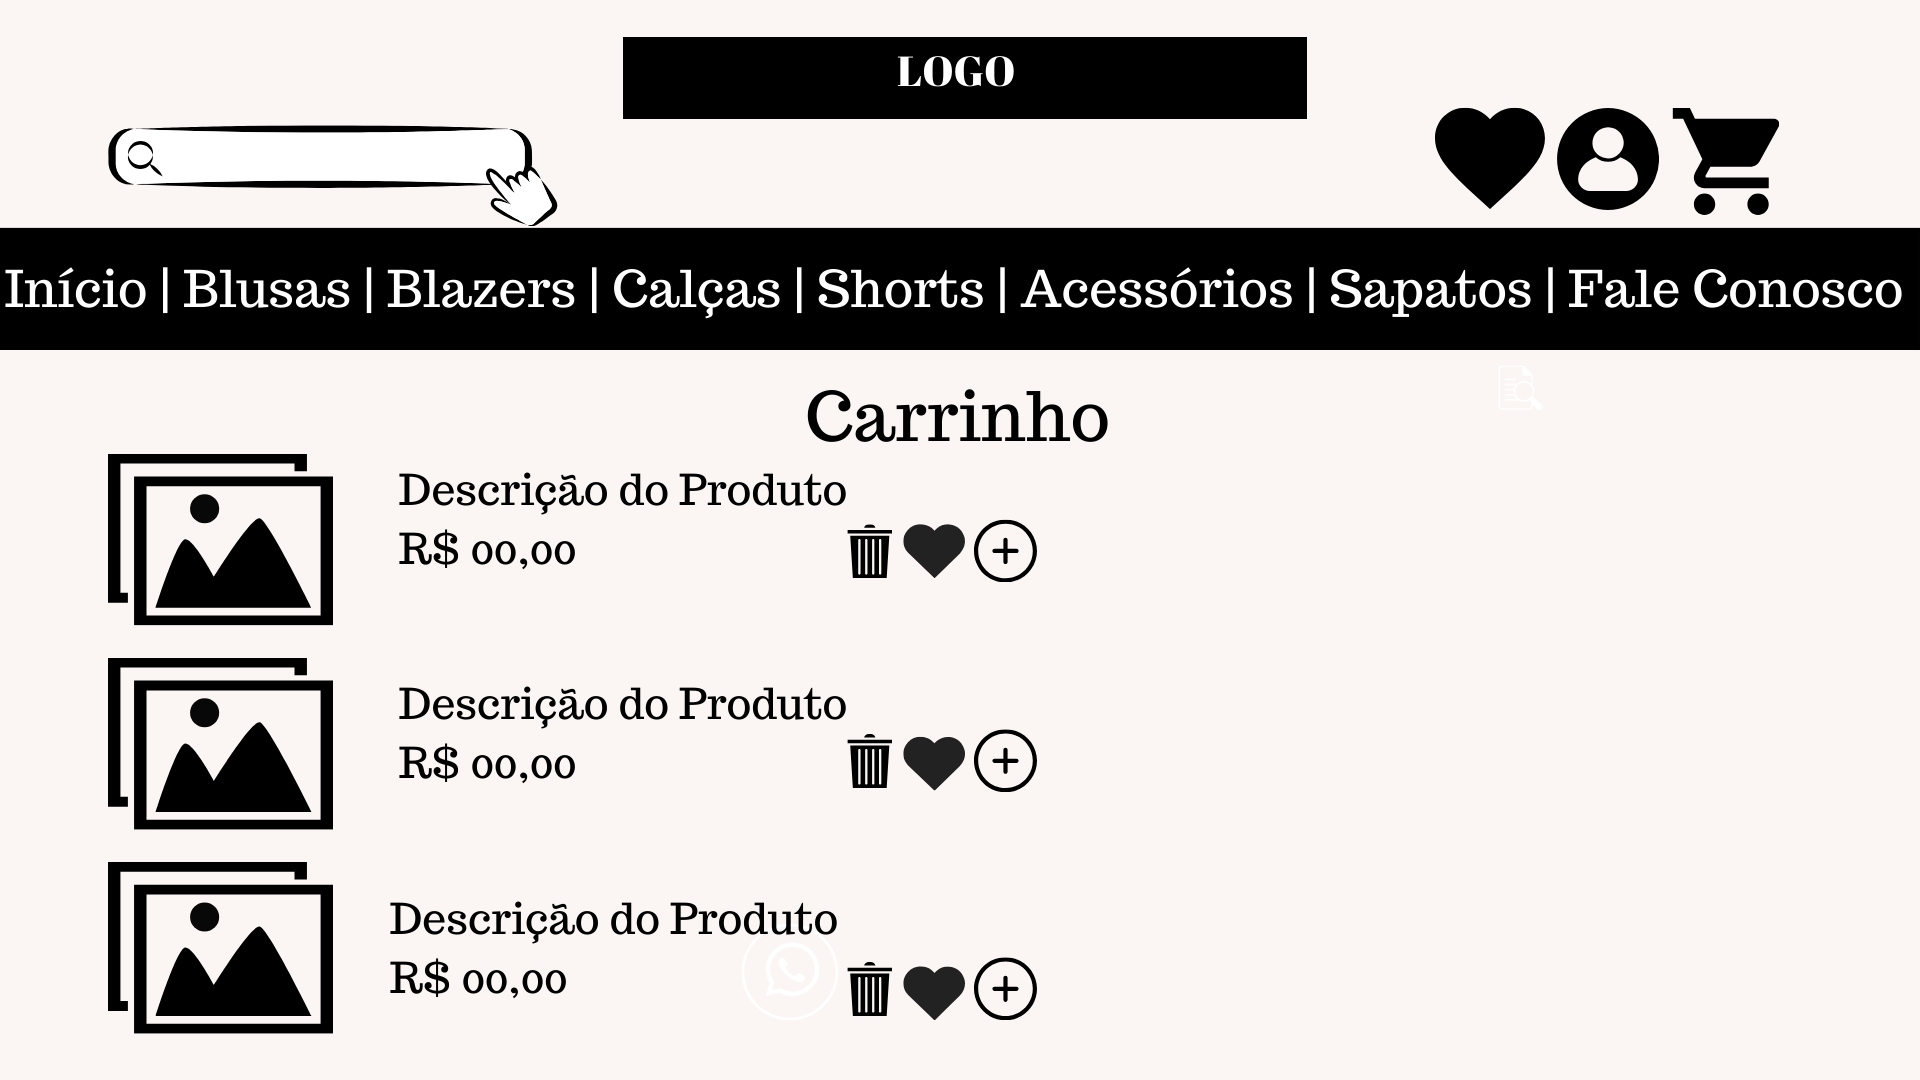 LOGO
Início | Blusas | Blazers | Calças | Shorts | Acessórios | Sapatos | Fale Conosco
Carrinho
Descrição do Produto
R$ 00,00
Descrição do Produto
R$ 00,00
Descrição do Produto
R$ 00,00